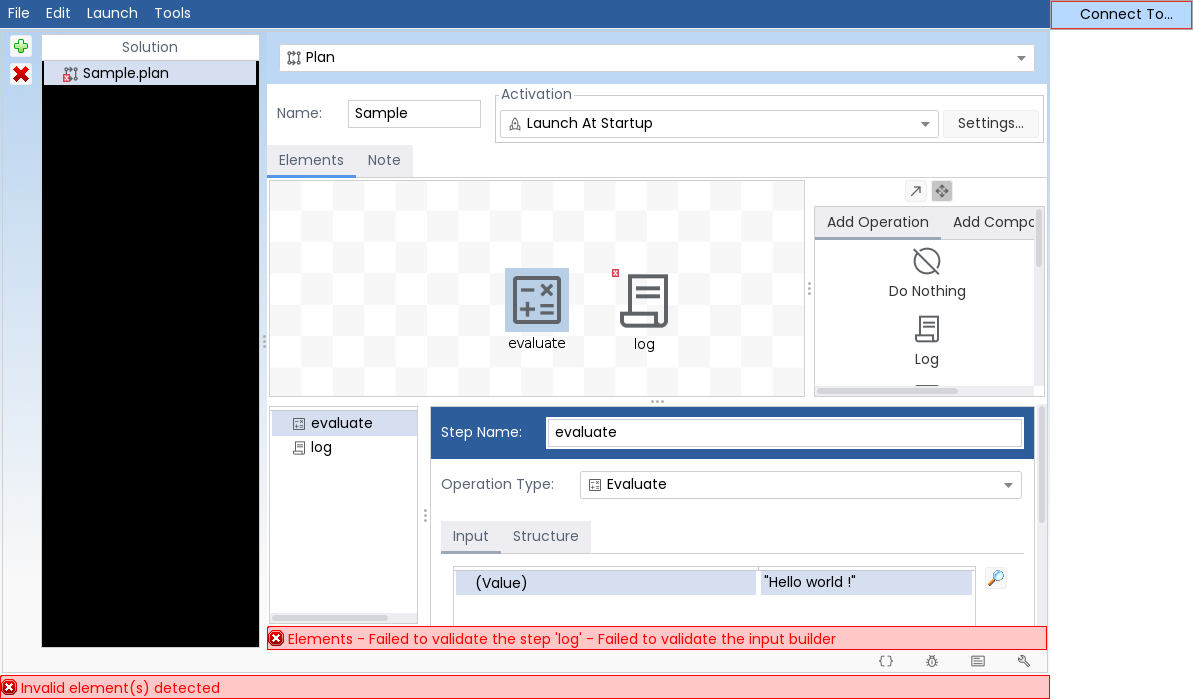 File Edit Launch Tools
Connect To...
Solution
Sample.plan
Plan
Name: Sample
Activation
Launch At Startup
Settings...
Elements Note
evaluate
log
Add Operation Add Compo
Do Nothing
Log
evaluate
log
Step Name: evaluate
Operation Type: Evaluate
Input Structure
(Value) "Hello world !"
Elements - Failed to validate the step 'log' - Failed to validate the input builder
Invalid element(s) detected